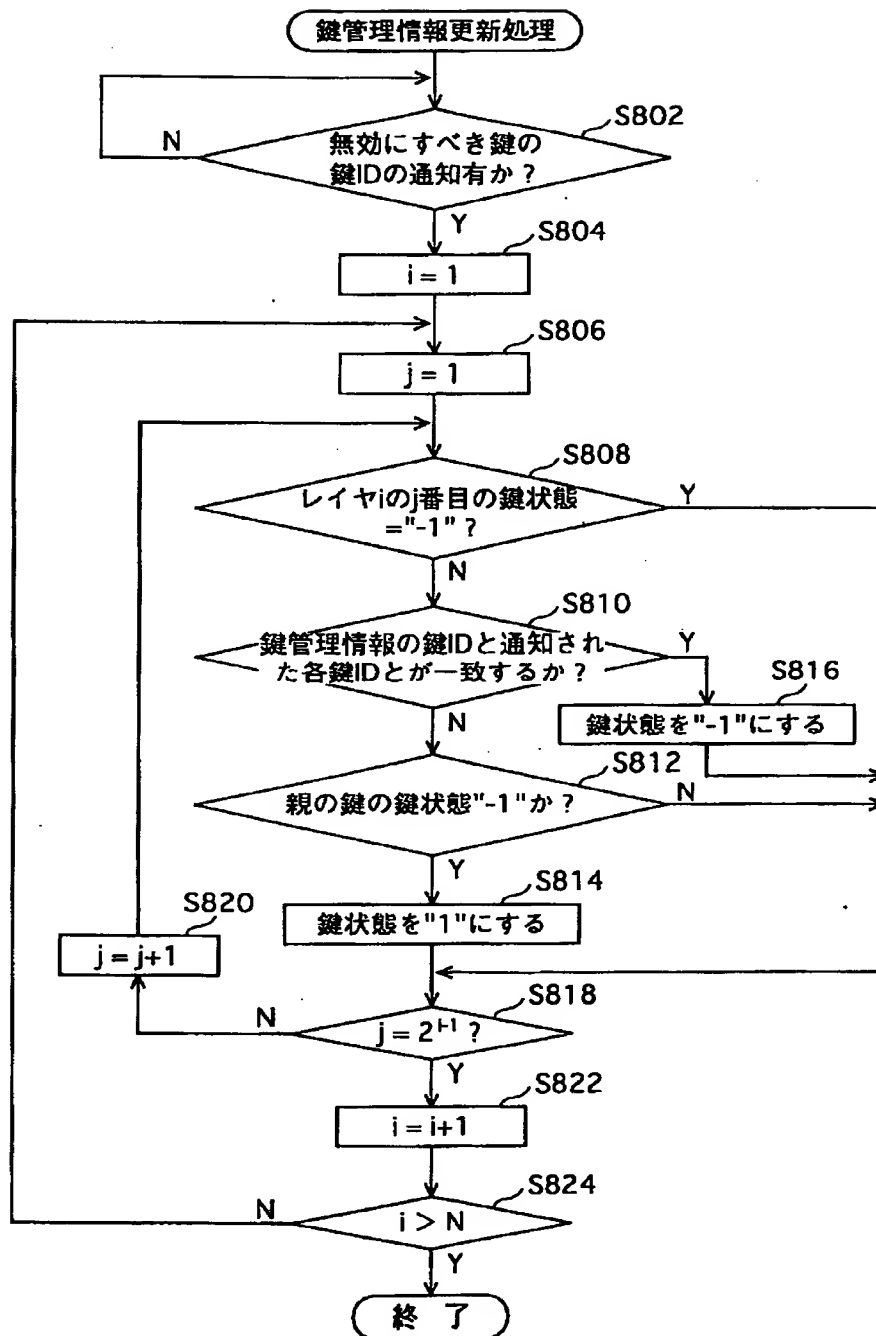 鍵管理情報更新処理
S802
無効にすべき鍵の
鍵IDの通知有か？
N
Y
S804
i = 1
S806
j = 1
S808
レイヤiのj番目の鍵状態
="-1"？
Y
N
S810
鍵管理情報の鍵IDと通知され
た各鍵IDとが一致するか？
Y
S816
鍵状態を"-1"にする
N
S812
親の鍵の鍵状態"-1"か？
N
Y
S814
鍵状態を"1"にする
S820
j = j+1
S818
j = 2^{i-1}？
N
Y
S822
i = i+1
S824
i > N
N
Y
終 了